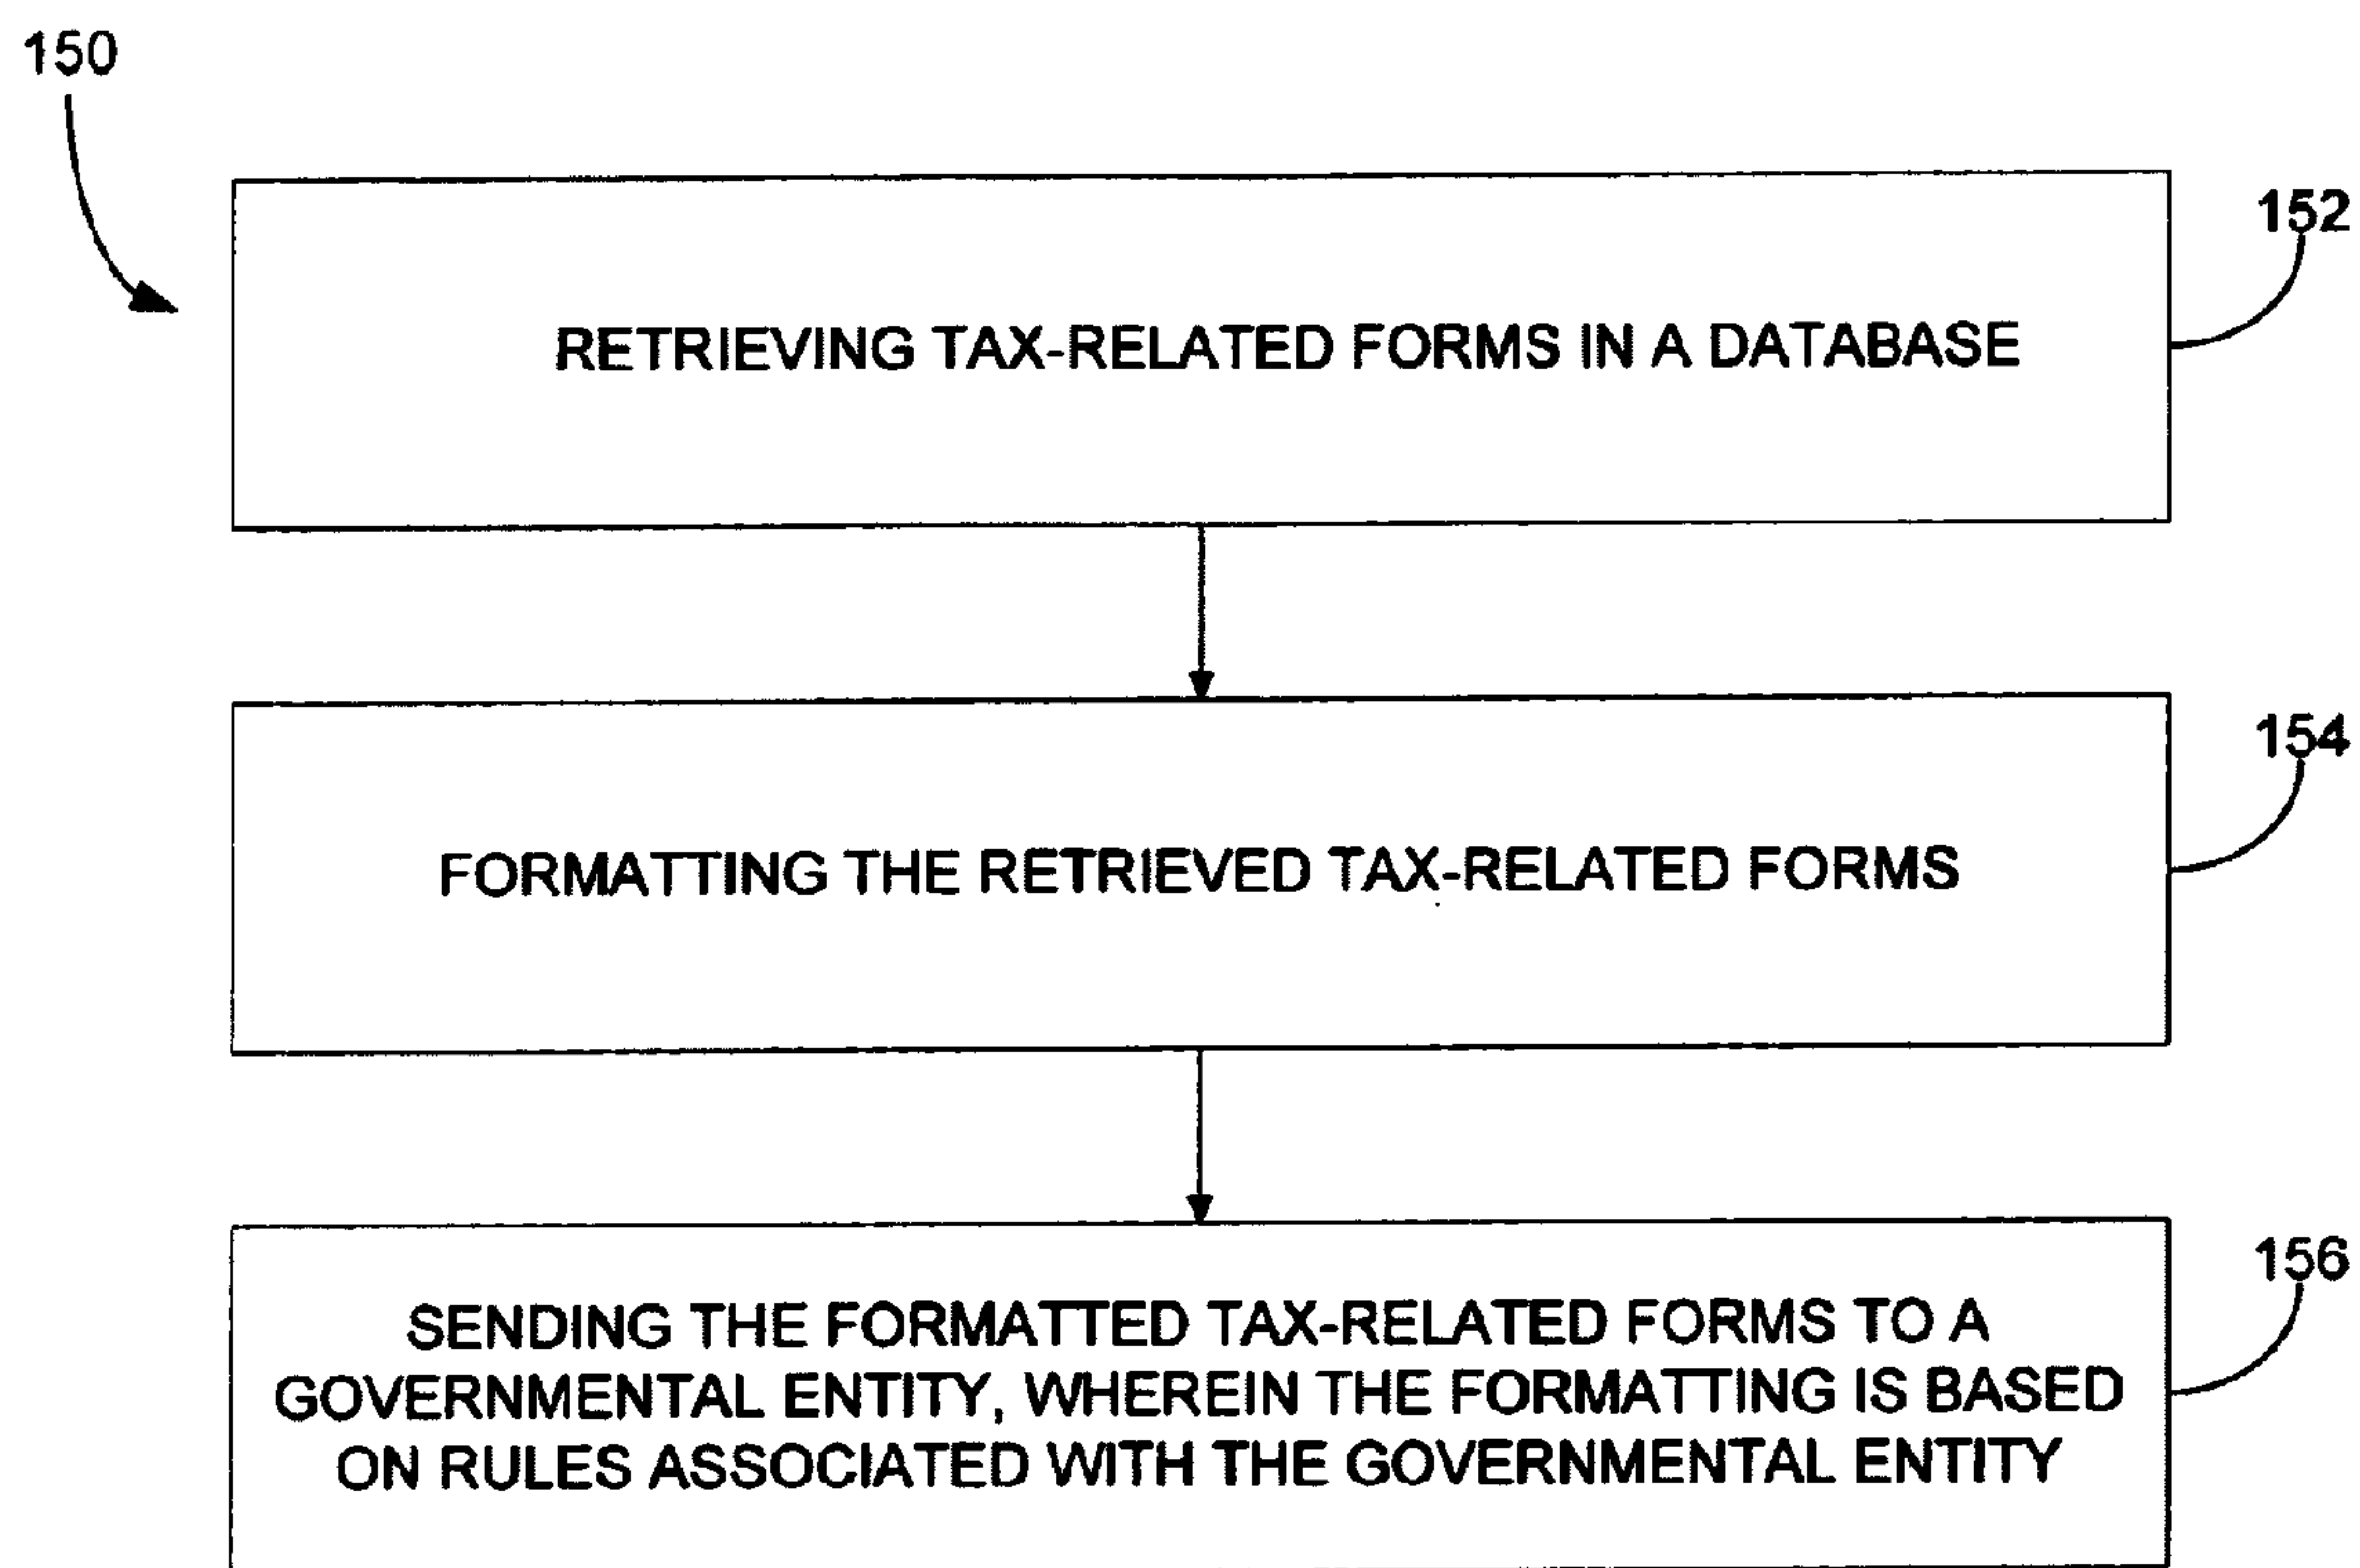 150
152
RETRIEVING TAX-RELATED FORMS IN A DATABASE
154
FORMATTING THE RETRIEVED TAX-RELATED FORMS
156
SENDING THE FORMATTED TAX-RELATED FORMS TO A
GOVERNMENTAL ENTITY, WHEREIN THE FORMATTING IS BASED
ON RULES ASSOCIATED WITH THE GOVERNMENTAL ENTITY